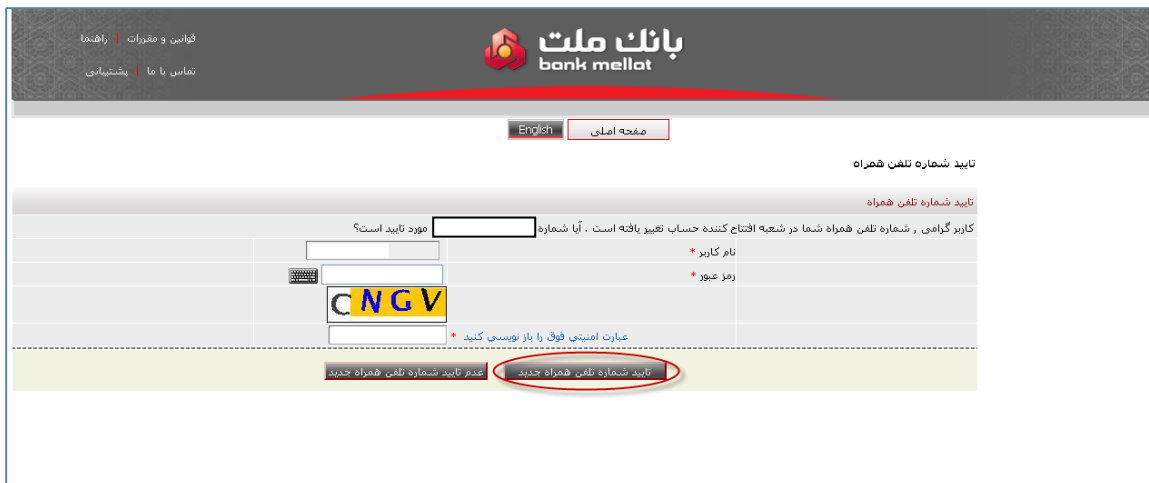 قوانین و مقررات | راهنما
تماس با ما | پشتیبانی
بانك ملت
bank mellat
صفحه اصلی English
تایید شماره تلفن همراه
تایید شماره تلفن همراه
کاربر گرامی , شماره تلفن همراه شما در شعبه افتتاح کننده حساب تغییر یافته است . آیا شماره مورد تایید است؟
نام کاربر *
رمز عبور *
C N G V
عبارت امنیتی فوق را باز نویسی کنید *
تایید شماره تلفن همراه جدید عدم تایید شماره تلفن همراه جدید